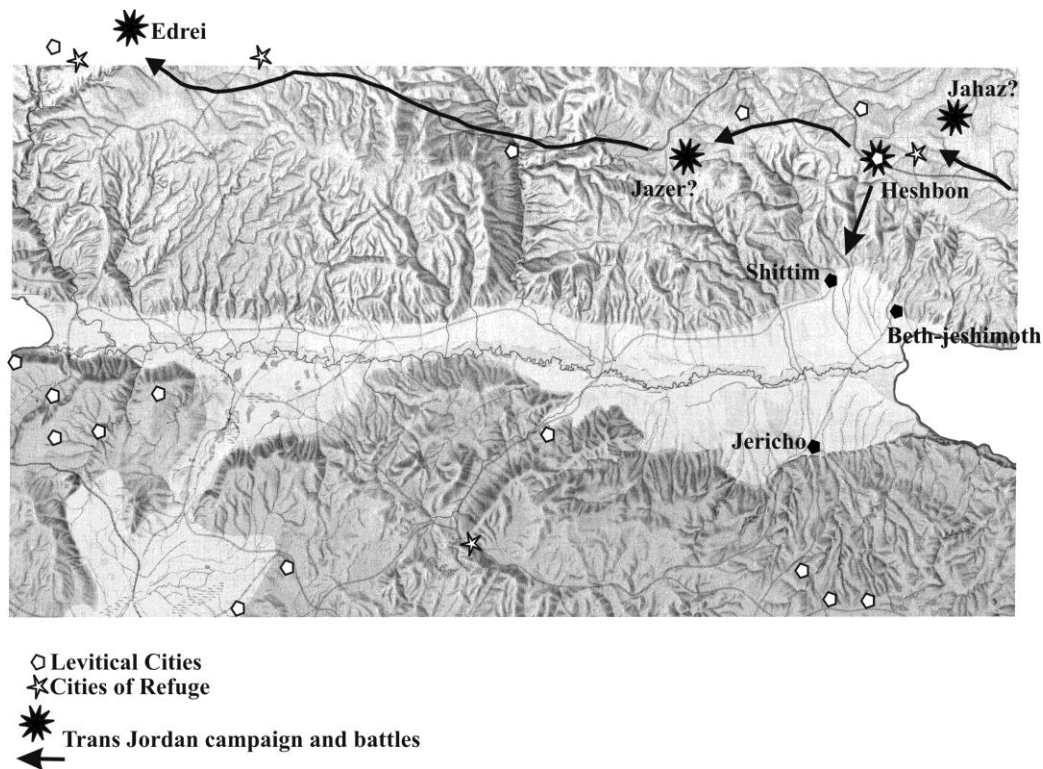 Edrei
Jahaz?
Jazer?
Heshbon
Shittim
Beth-jeshimoth
Jericho
Levitical Cities
Cities of Refuge
Trans Jordan campaign and battles